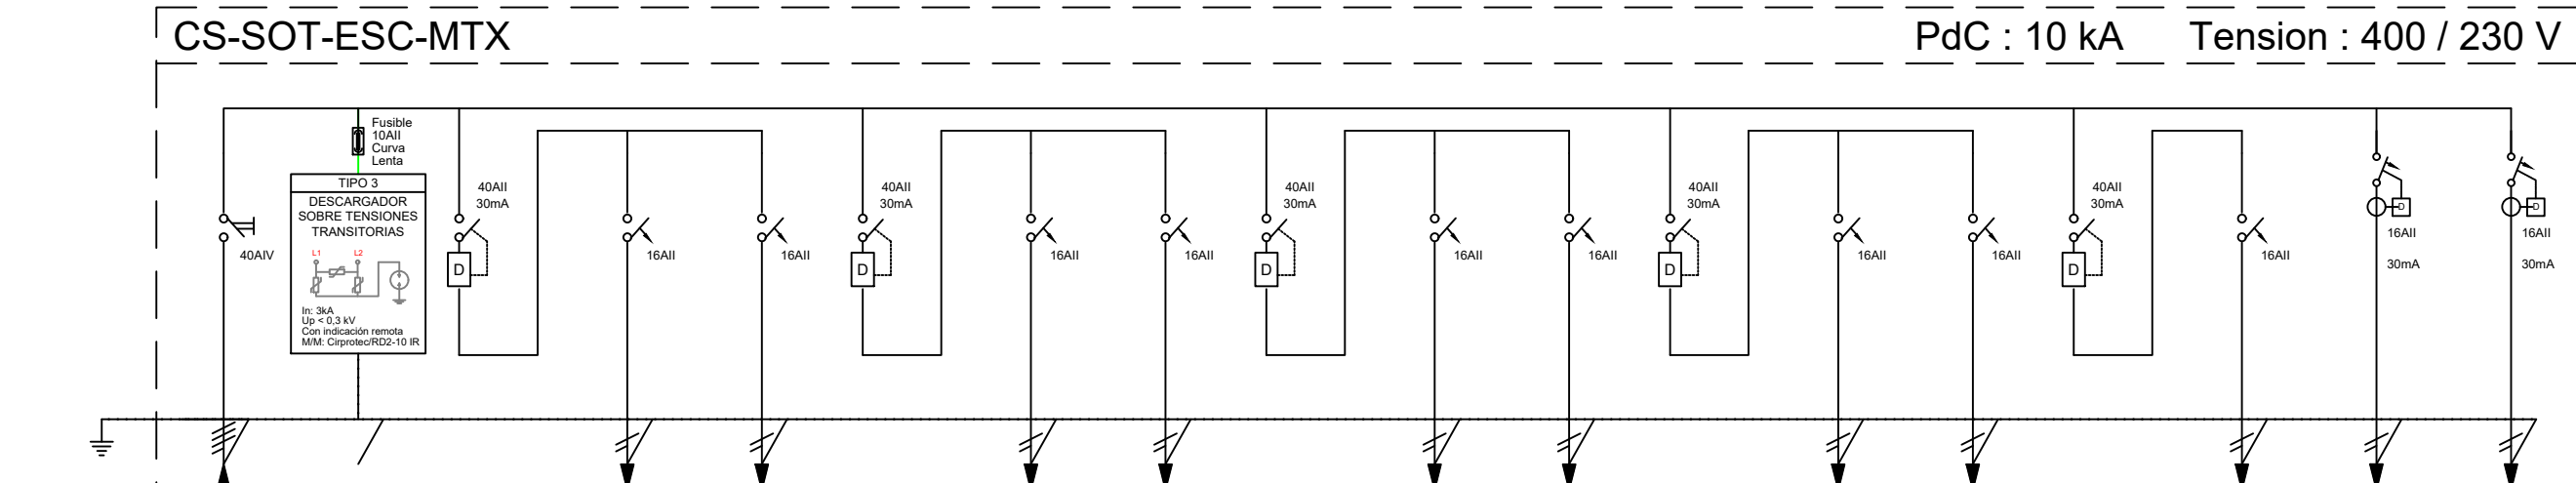 CS-SOT-ESC-MTX
PdC : 10 kA
Tension : 400 / 230 V
40AIV
Fusible
10AII
Curva
Lenta
TIPO 3
DESCARGADOR
SOBRE TENSIONES
TRANSITORIAS
L1
L2
In: 3kA
Up < 0,3 kV
Con indicación remota
M/M: Cirprotec/RD2-10 IR
40AII
30mA
D
16AII
16AII
40AII
30mA
D
16AII
16AII
40AII
30mA
D
16AII
16AII
40AII
30mA
D
16AII
16AII
40AII
30mA
D
16AII
D
16AII
30mA
D
16AII
30mA